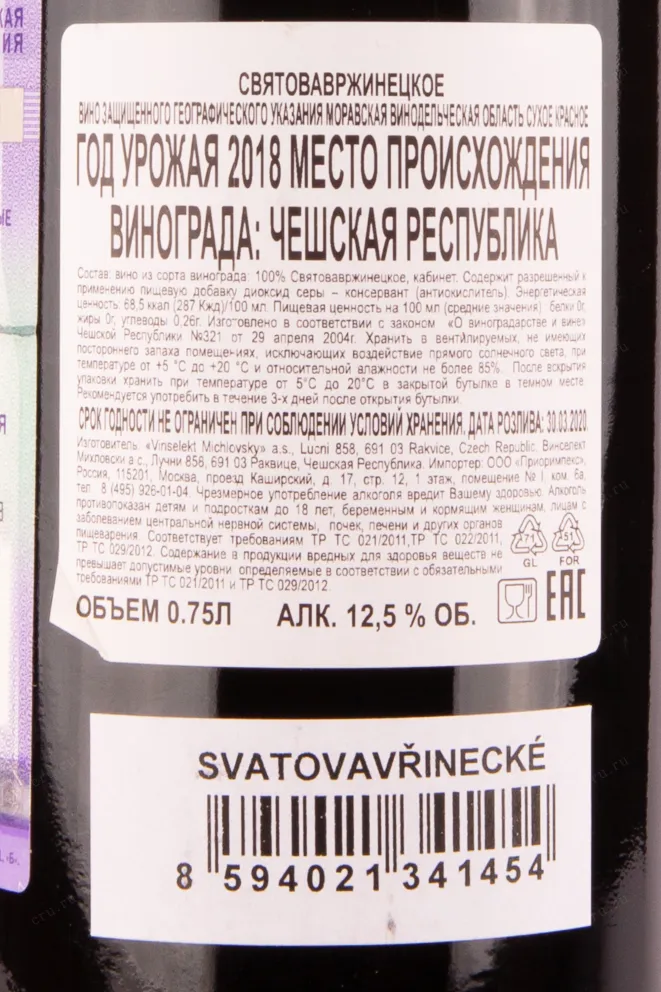 КАЯ
ИЯ
СВЯТОВАВРЖИНЕЦКОЕ
ВИНО ЗАЩИЩЕННОГО ГЕОГРАФИЧЕСКОГО УКАЗАНИЯ МОРАВСКАЯ ВИНОДЕЛЬЧЕСКАЯ ОБЛАСТЬ СУХОЕ КРАСНОЕ
ГОД УРОЖАЯ 2018 МЕСТО ПРОИСХОЖДЕНИЯ
ВИНОГРАДА: ЧЕШСКАЯ РЕСПУБЛИКА
Состав: вино из сорта винограда: 100% Святовавржинецкое, кабинет. Содержит разрешенный к
применению пищевую добавку диоксид серы – консервант (антиокислитель). Энергетическая
ценность: 68,5 ккал (287 Кжд)/100 мл. Пищевая ценность на 100 мл (средние значения): белки 0г,
жиры 0г, углеводы 0,26г. Изготовлено в соответствии с законом «О виноградарстве и вине»
Чешской Республики №321 от 29 апреля 2004г. Хранить в вентилируемых, не имеющих
постороннего запаха помещениях, исключающих воздействие прямого солнечного света, при
температуре от +5 °С до +20 °С и относительной влажности не более 85%. После вскрытия
упаковки хранить при температуре от 5°С до 20°С в закрытой бутылке в темном месте.
Рекомендуется употребить в течение 3-х дней после открытия бутылки.
СРОК ГОДНОСТИ НЕ ОГРАНИЧЕН ПРИ СОБЛЮДЕНИИ УСЛОВИЙ ХРАНЕНИЯ. ДАТА РОЗЛИВА: 30.03.2020
Изготовитель: «Vinselekt Michlovsky» a.s., Lucni 858, 691 03 Rakvice, Czech Republic. Винселект
Михловски а.с., Лучни 858, 691 03 Раквице, Чешская Республика. Импортер: ООО «Приоримпекс»,
Россия, 115201, Москва, проезд Каширский, д. 17, стр. 12, 1 этаж, помещение № I, ком. 6а,
тел. 8 (495) 926-01-04. Чрезмерное употребление алкоголя вредит Вашему здоровью. Алкоголь
противопоказан детям и подросткам до 18 лет, беременным и кормящим женщинам, лицам с
заболеванием центральной нервной системы, почек, печени и других органов
пищеварения. Соответствует требованиям ТР ТС 021/2011, ТР ТС 022/2011,
ТР ТС 029/2012. Содержание в продукции вредных для здоровья веществ не
превышает допустимые уровни, определяемые в соответствии с обязательными
требованиями ТР ТС 021/2011 и ТР ТС 029/2012.
71
GL
51
FOR
ОБЪЕМ 0.75Л АЛК. 12,5 % ОБ.
EAC
SVATOVAVŘINECKÉ
8 594021 341454